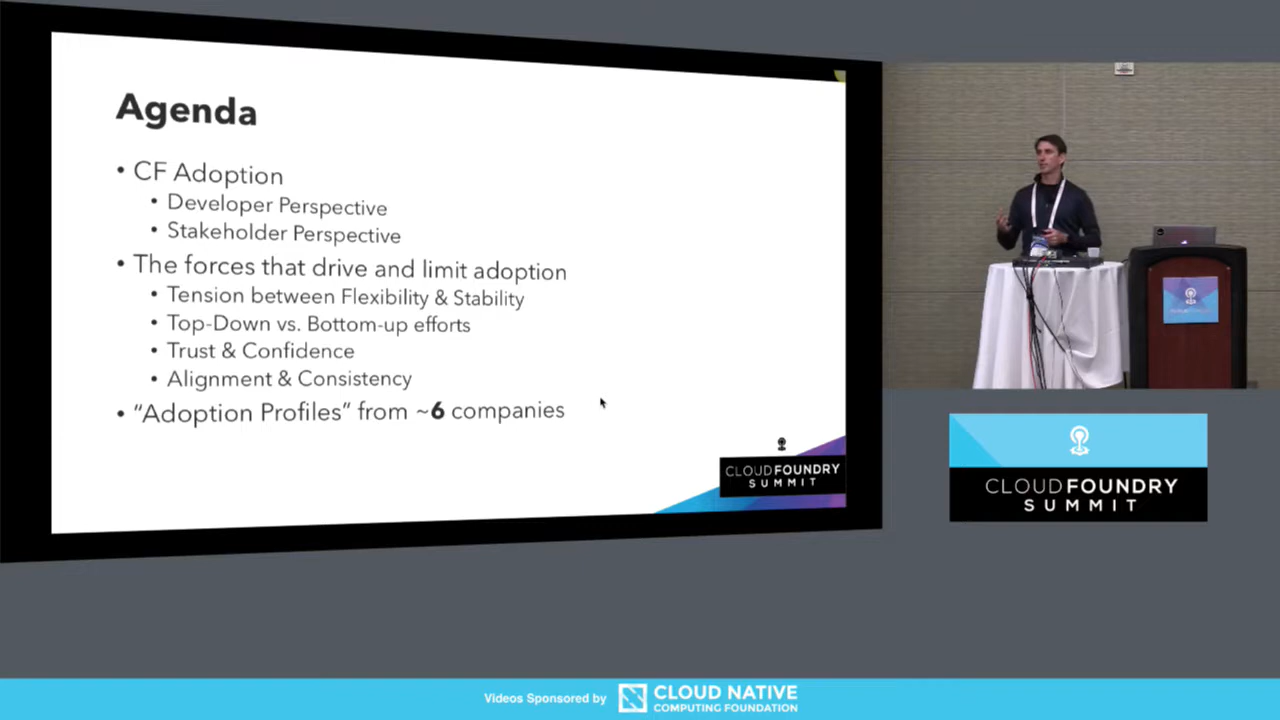 Agenda
• CF Adoption
• Developer Perspective
• Stakeholder Perspective
• The forces that drive and limit adoption
• Tension between Flexibility & Stability
• Top-Down vs. Bottom-up efforts
• Trust & Confidence
• Alignment & Consistency
• “Adoption Profiles” from ~6 companies
CLOUDFOUNDRY
SUMMIT
CLOUDFOUNDRY
SUMMIT
Videos Sponsored by
CLOUD NATIVE
COMPUTING FOUNDATION